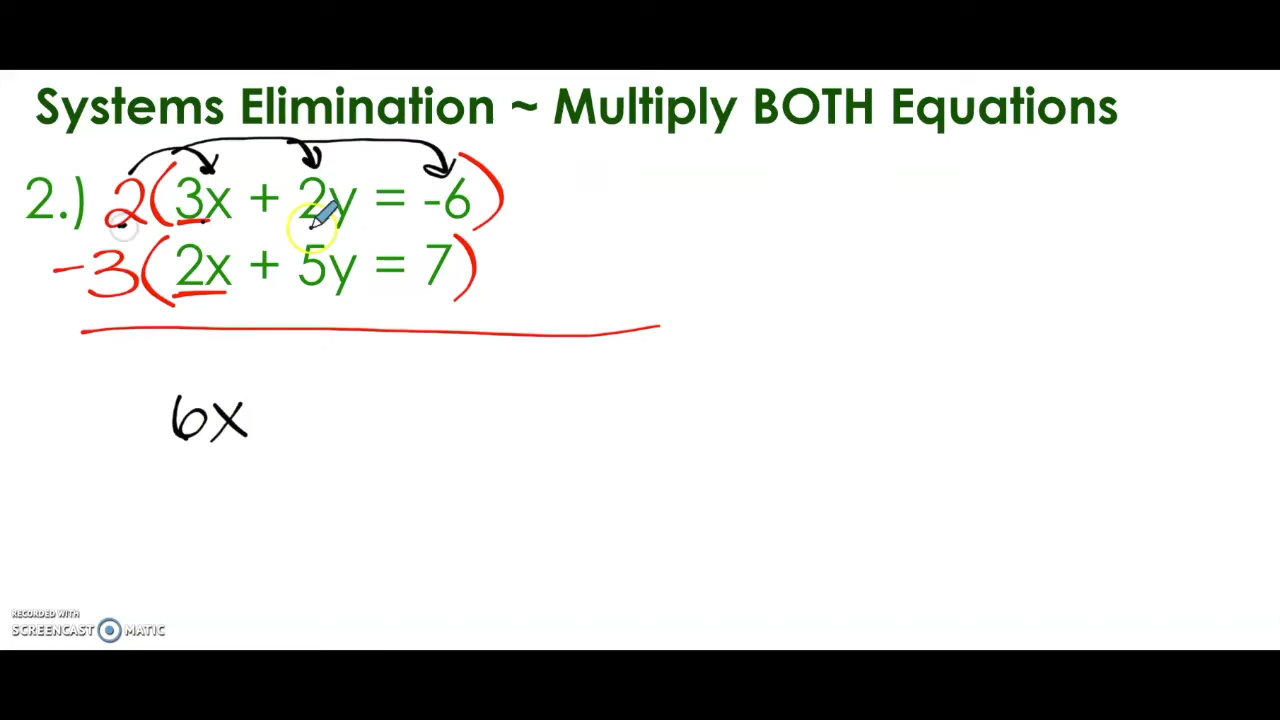 Systems Elimination ~ Multiply BOTH Equations
2.) 2(3x + 2y = -6)
-3(2x + 5y = 7)
6x
RECORDED WITH
SCREENCAST MATIC